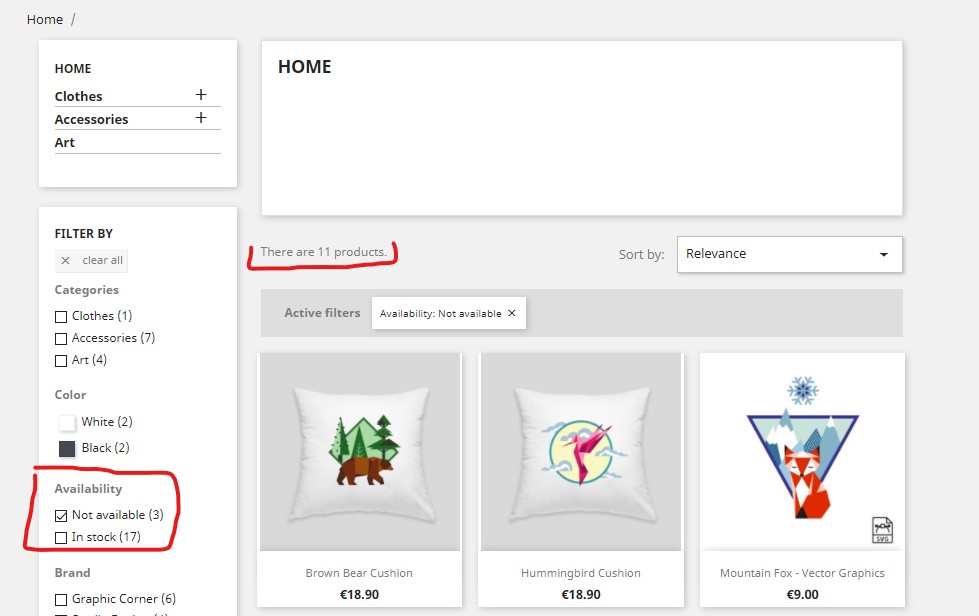 Home /
HOME
Clothes +
Accessories +
Art
HOME
FILTER BY
× clear all
Categories
Clothes (1)
Accessories (7)
Art (4)
Color
White (2)
Black (2)
Availability
Not available (3)
In stock (17)
Brand
Graphic Corner (6)
There are 11 products.
Sort by: Relevance
Active filters Availability: Not available ×
SVG
Brown Bear Cushion
€18.90
Hummingbird Cushion
€18.90
Mountain Fox - Vector Graphics
€9.00